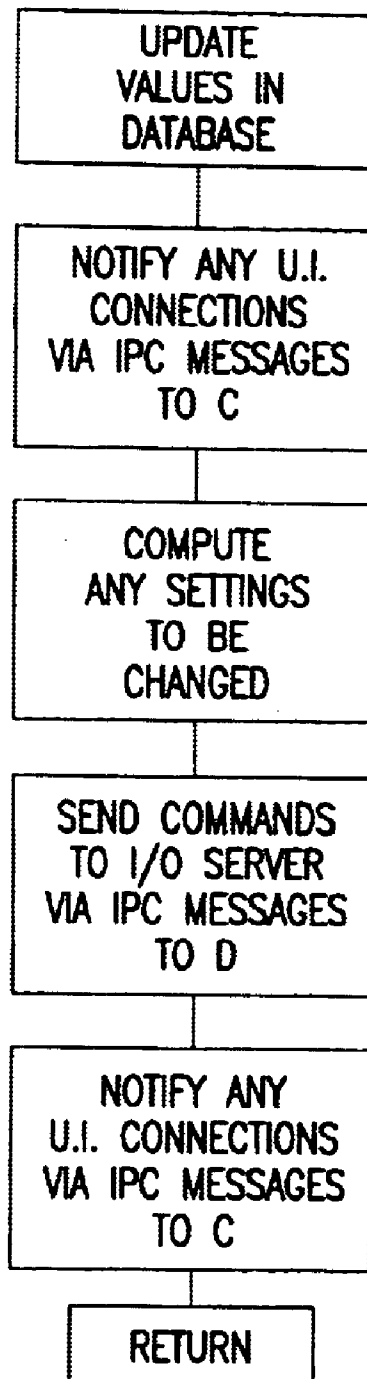 UPDATE
VALUES IN
DATABASE
NOTIFY ANY U.I.
CONNECTIONS
VIA IPC MESSAGES
TO C
COMPUTE
ANY SETTINGS
TO BE
CHANGED
SEND COMMANDS
TO I/O SERVER
VIA IPC MESSAGES
TO D
NOTIFY ANY
U.I. CONNECTIONS
VIA IPC MESSAGES
TO C
RETURN